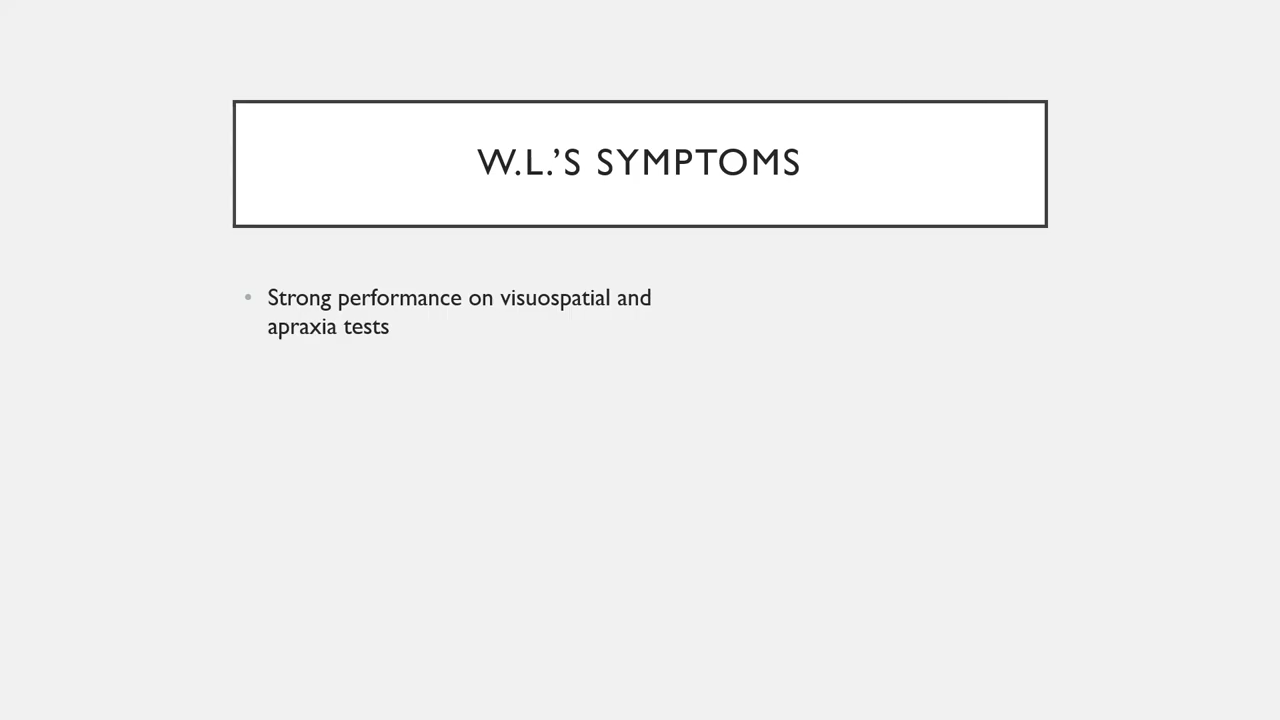 W.L.’S SYMPTOMS
• Strong performance on visuospatial and
apraxia tests